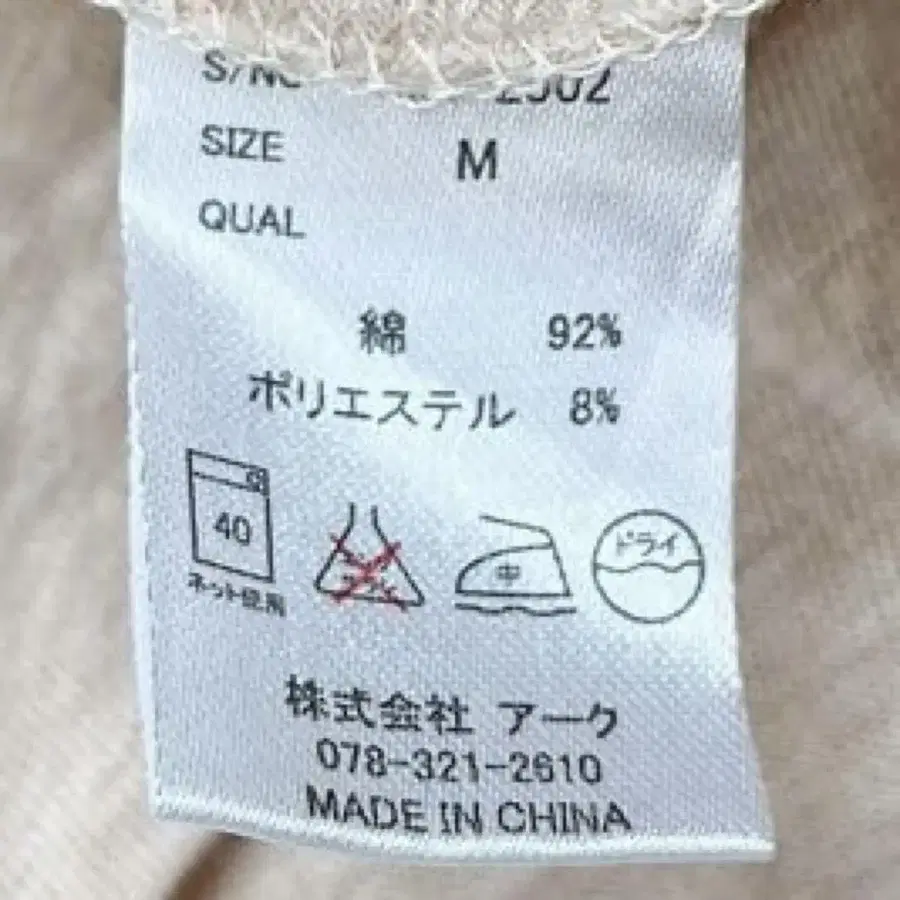 S/NO
SIZE M
QUAL
綿 92%
ポリエステル 8%
40 中 ドライ
ネット使用
株式会社 アーク
078-321-2610
MADE IN CHINA